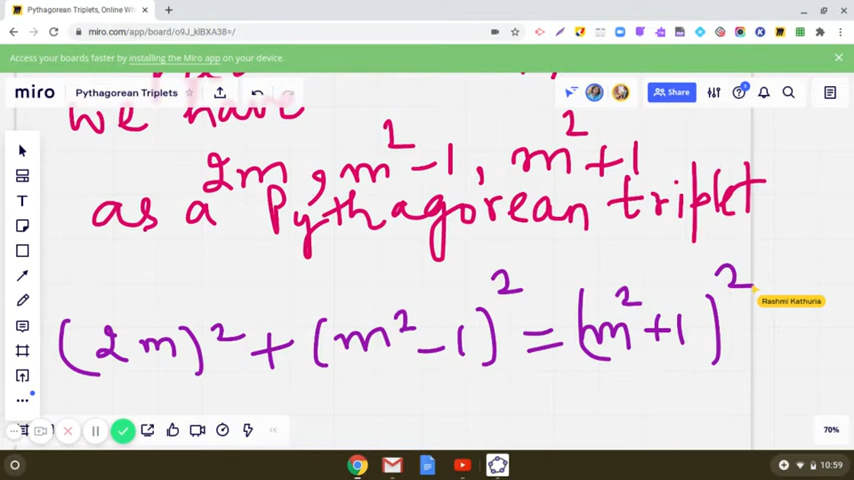 Pythagorean Triplets, Online Wh
miro.com/app/board/o9J_klBXA38=/
Access your boards faster by installing the Miro app on your device.
miro
Pythagorean Triplets
Share
we have
2m, m²-1, m²+1
as a Pythagorean triplet
Rashmi Kathuria
(2m)² + (m²-1)² = (m²+1)²
70%
10:59